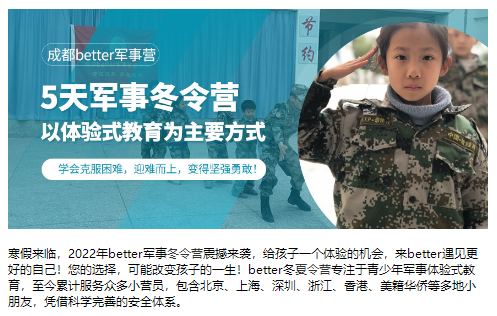 节
约
成都better军事营
5天军事冬令营
以体验式教育为主要方式
学会克服困难，迎难而上，变得坚强勇敢！
寒假来临，2022年better军事冬令营震撼来袭，给孩子一个体验的机会，来better遇见更
好的自己！您的选择，可能改变孩子的一生！better冬夏令营专注于青少年军事体验式教
育，至今累计服务众多小营员，包含北京、上海、深圳、浙江、香港、美籍华侨等多地小
朋友，凭借科学完善的安全体系。